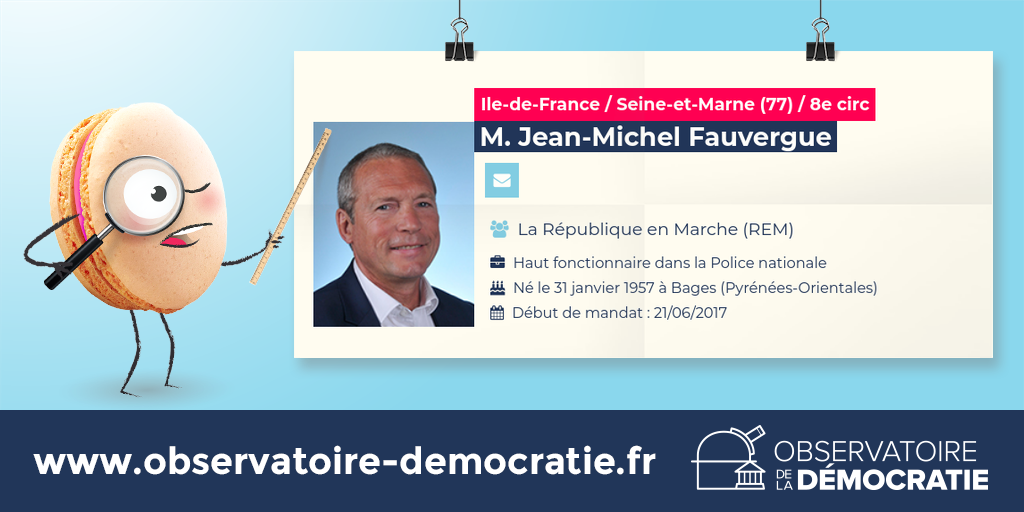 Ile-de-France / Seine-et-Marne (77) / 8e circ
M. Jean-Michel Fauvergue
La République en Marche (REM)
Haut fonctionnaire dans la Police nationale
Né le 31 janvier 1957 à Bages (Pyrénées-Orientales)
Début de mandat : 21/06/2017
www.observatoire-democratie.fr
OBSERVATOIRE
DE LA DÉMOCRATIE